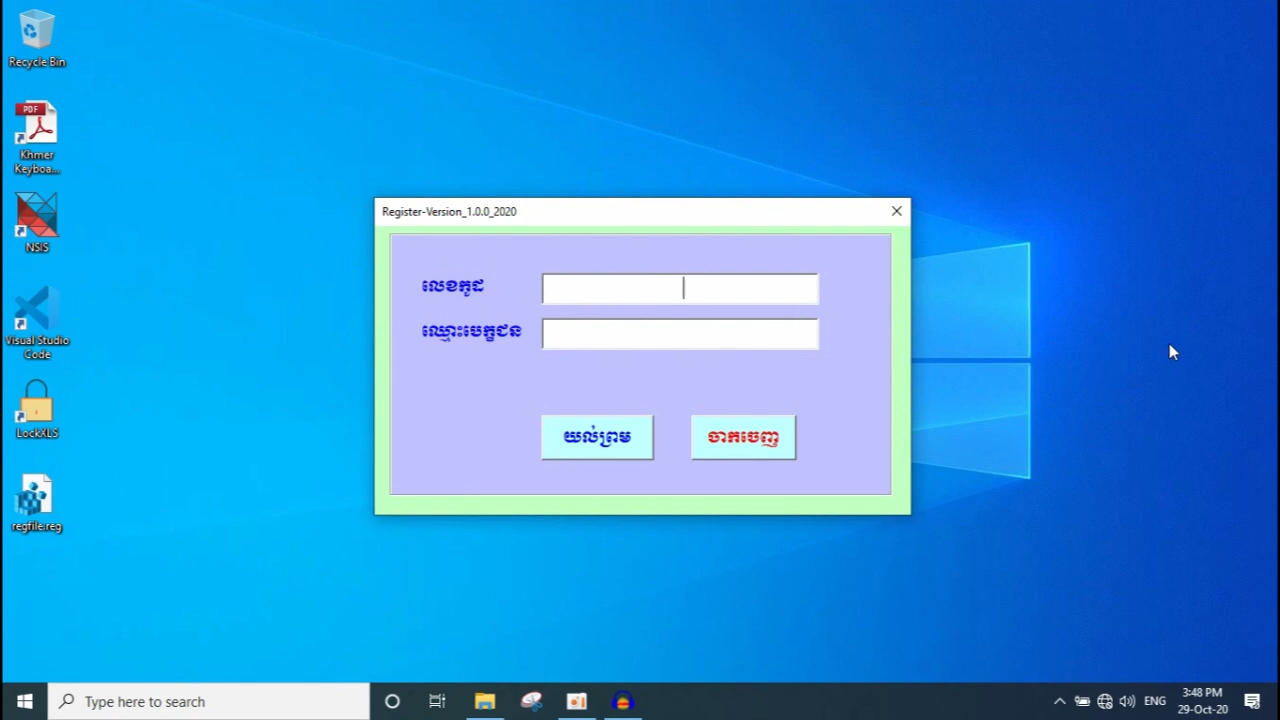 Recycle Bin
PDF
Khmer
Keyboa...
NSIS
Visual Studio
Code
LockXLS
regfile.reg
Register-Version_1.0.0_2020
លេខកូដ
ឈ្មោះបេក្ខជន
យល់ព្រម
ចាកចេញ
Type here to search
ENG
3:48 PM
29-Oct-20